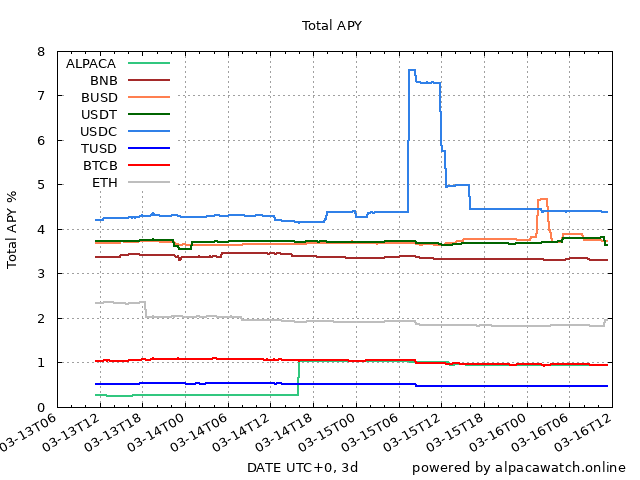 Total APY
Total APY %
8
7
6
5
4
3
2
1
0
ALPACA
BNB
BUSD
USDT
USDC
TUSD
BTCB
ETH
03-13T06
03-13T12
03-13T18
03-14T00
03-14T06
03-14T12
03-14T18
03-15T00
03-15T06
03-15T12
03-15T18
03-16T00
03-16T06
03-16T12
DATE UTC+0, 3d
powered by alpacawatch.online